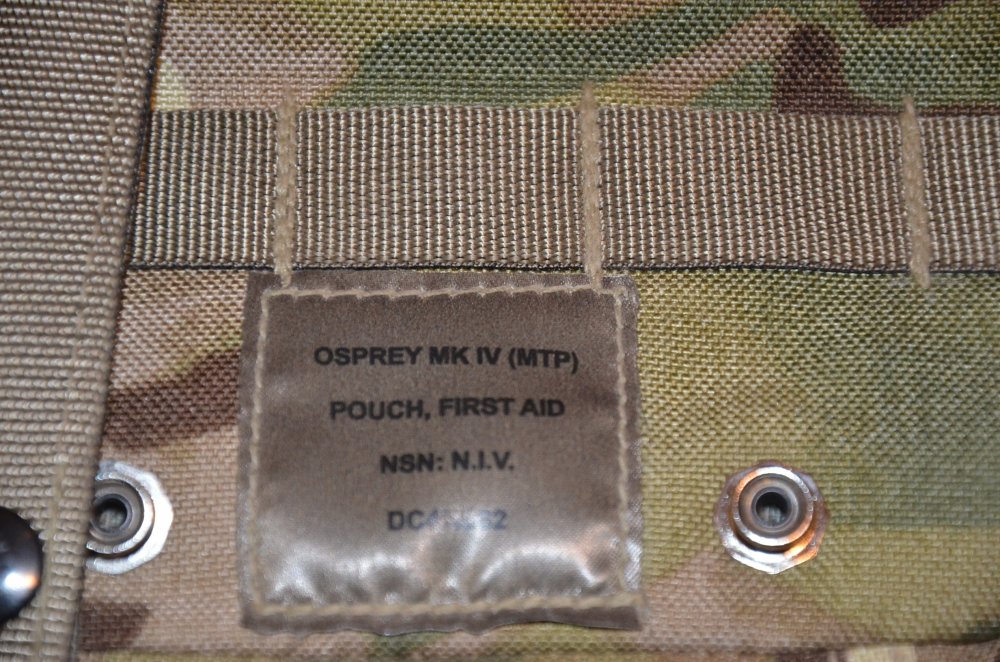 OSPREY MK IV (MTP)
POUCH, FIRST AID
NSN: N.I.V.